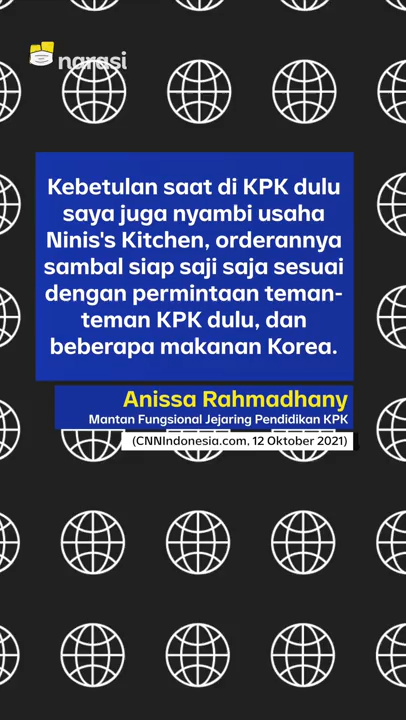 narasi
Kebetulan saat di KPK dulu
saya juga nyambi usaha
Ninis's Kitchen, orderannya
sambal siap saji saja sesuai
dengan permintaan teman-
teman KPK dulu, dan
beberapa makanan Korea.
Anissa Rahmadhany
Mantan Fungsional Jejaring Pendidikan KPK
(CNNIndonesia.com, 12 Oktober 2021)